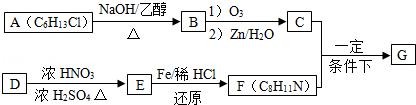 A（C6H13Cl） NaOH/乙醇 △ B 1）O3 2）Zn/H2O C
一定 条件下 G
D 浓 HNO3 浓 H2SO4 △ E Fe/稀 HCl 还原 F（C8H11N）